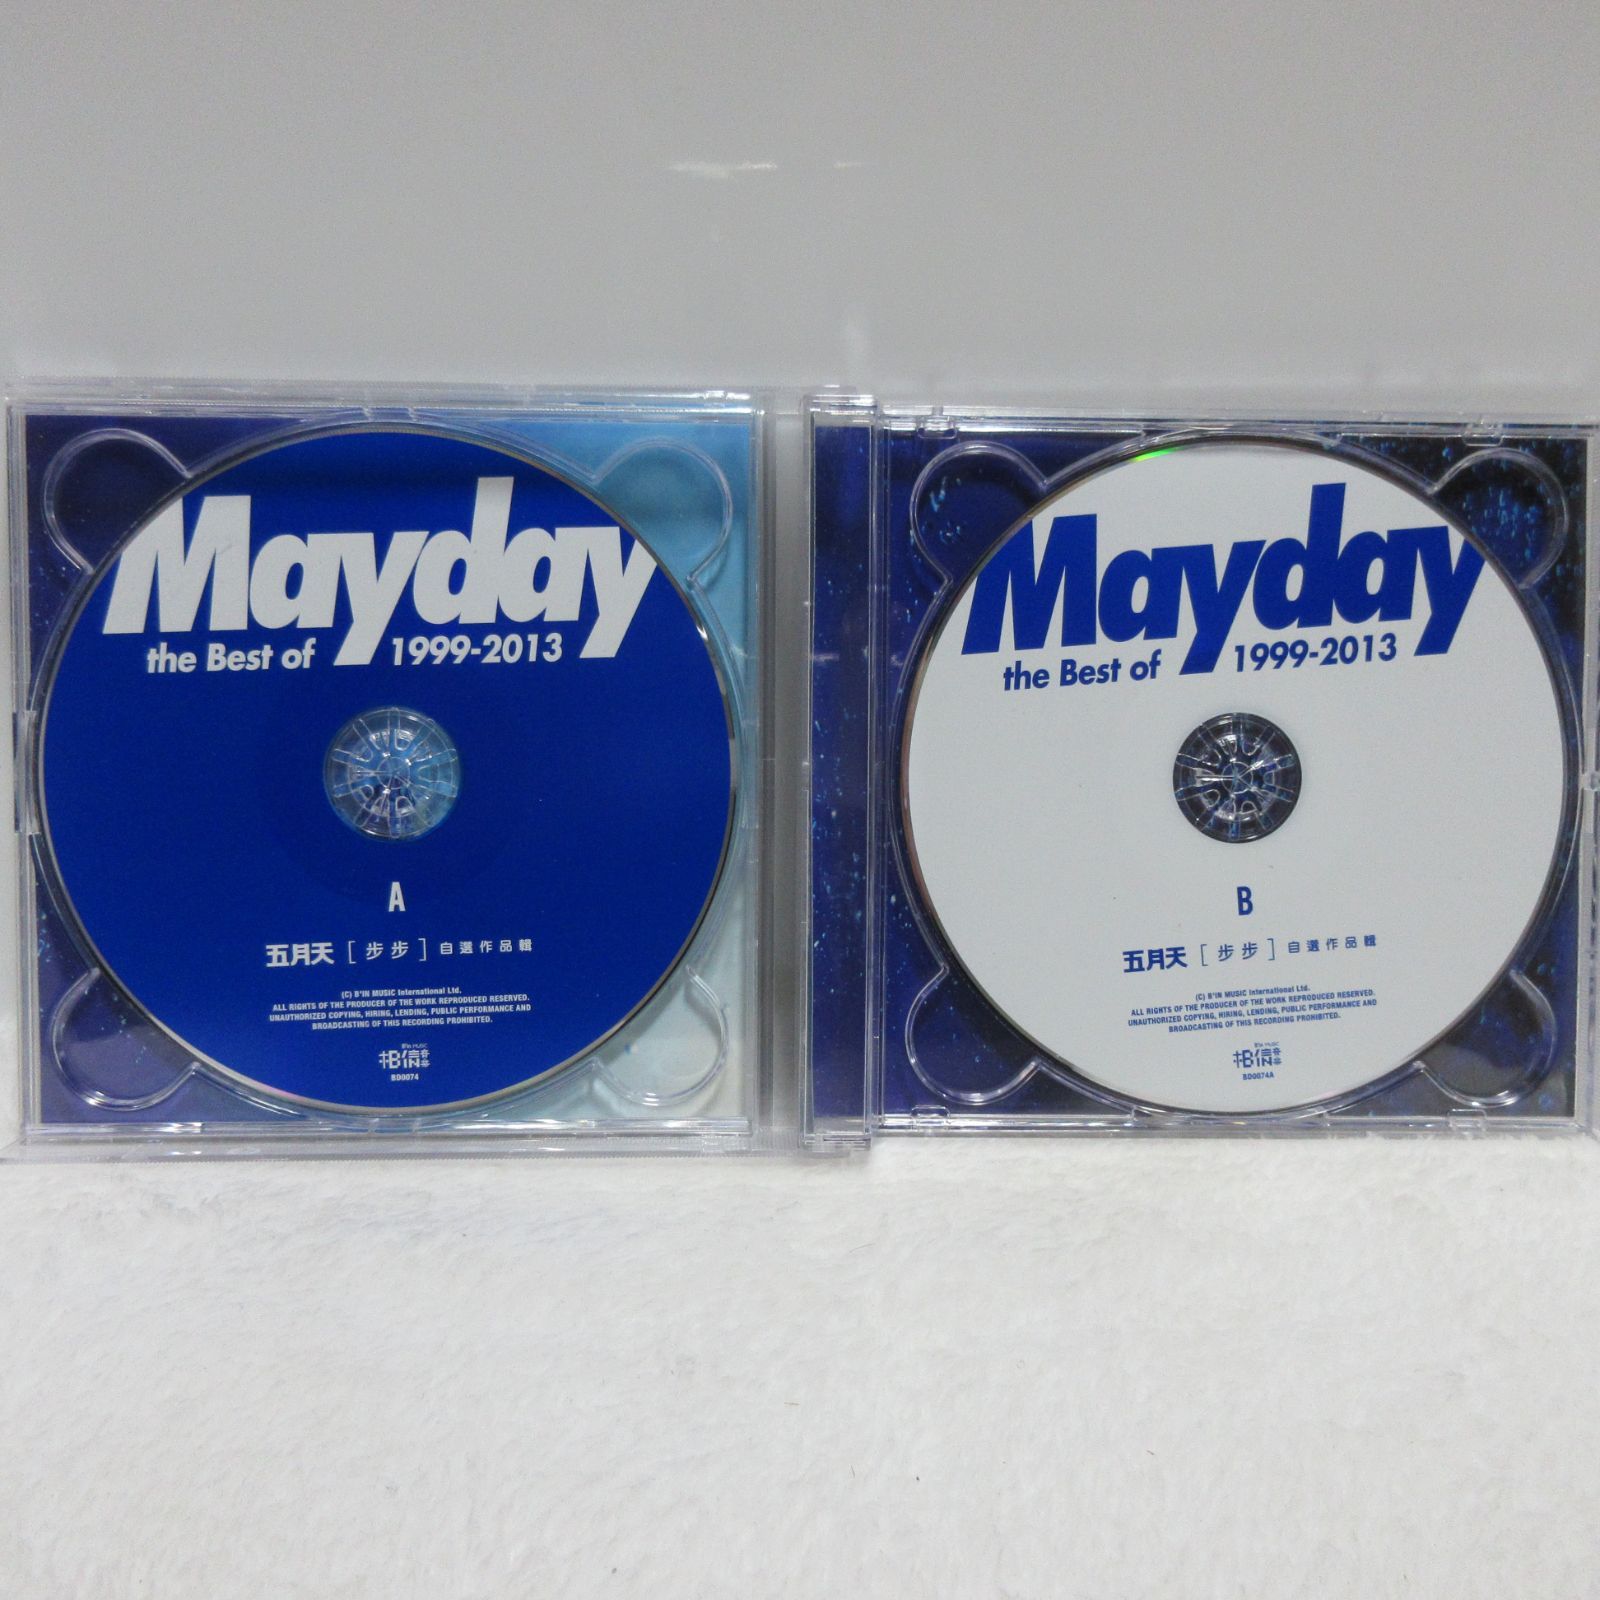 Mayday
the Best of 1999-2013
A
五月天 [步步] 自選作品輯
(C) B'IN MUSIC International Ltd.
ALL RIGHTS OF THE PRODUCER OF THE WORK REPRODUCED RESERVED.
UNAUTHORIZED COPYING, HIRING, LENDING, PUBLIC PERFORMANCE AND
BROADCASTING OF THIS RECORDING PROHIBITED.
B'in MUSIC
相信音樂
BD0074
Mayday
the Best of 1999-2013
B
五月天 [步步] 自選作品輯
(C) B'IN MUSIC International Ltd.
ALL RIGHTS OF THE PRODUCER OF THE WORK REPRODUCED RESERVED.
UNAUTHORIZED COPYING, HIRING, LENDING, PUBLIC PERFORMANCE AND
BROADCASTING OF THIS RECORDING PROHIBITED.
B'in MUSIC
相信音樂
BD0074A